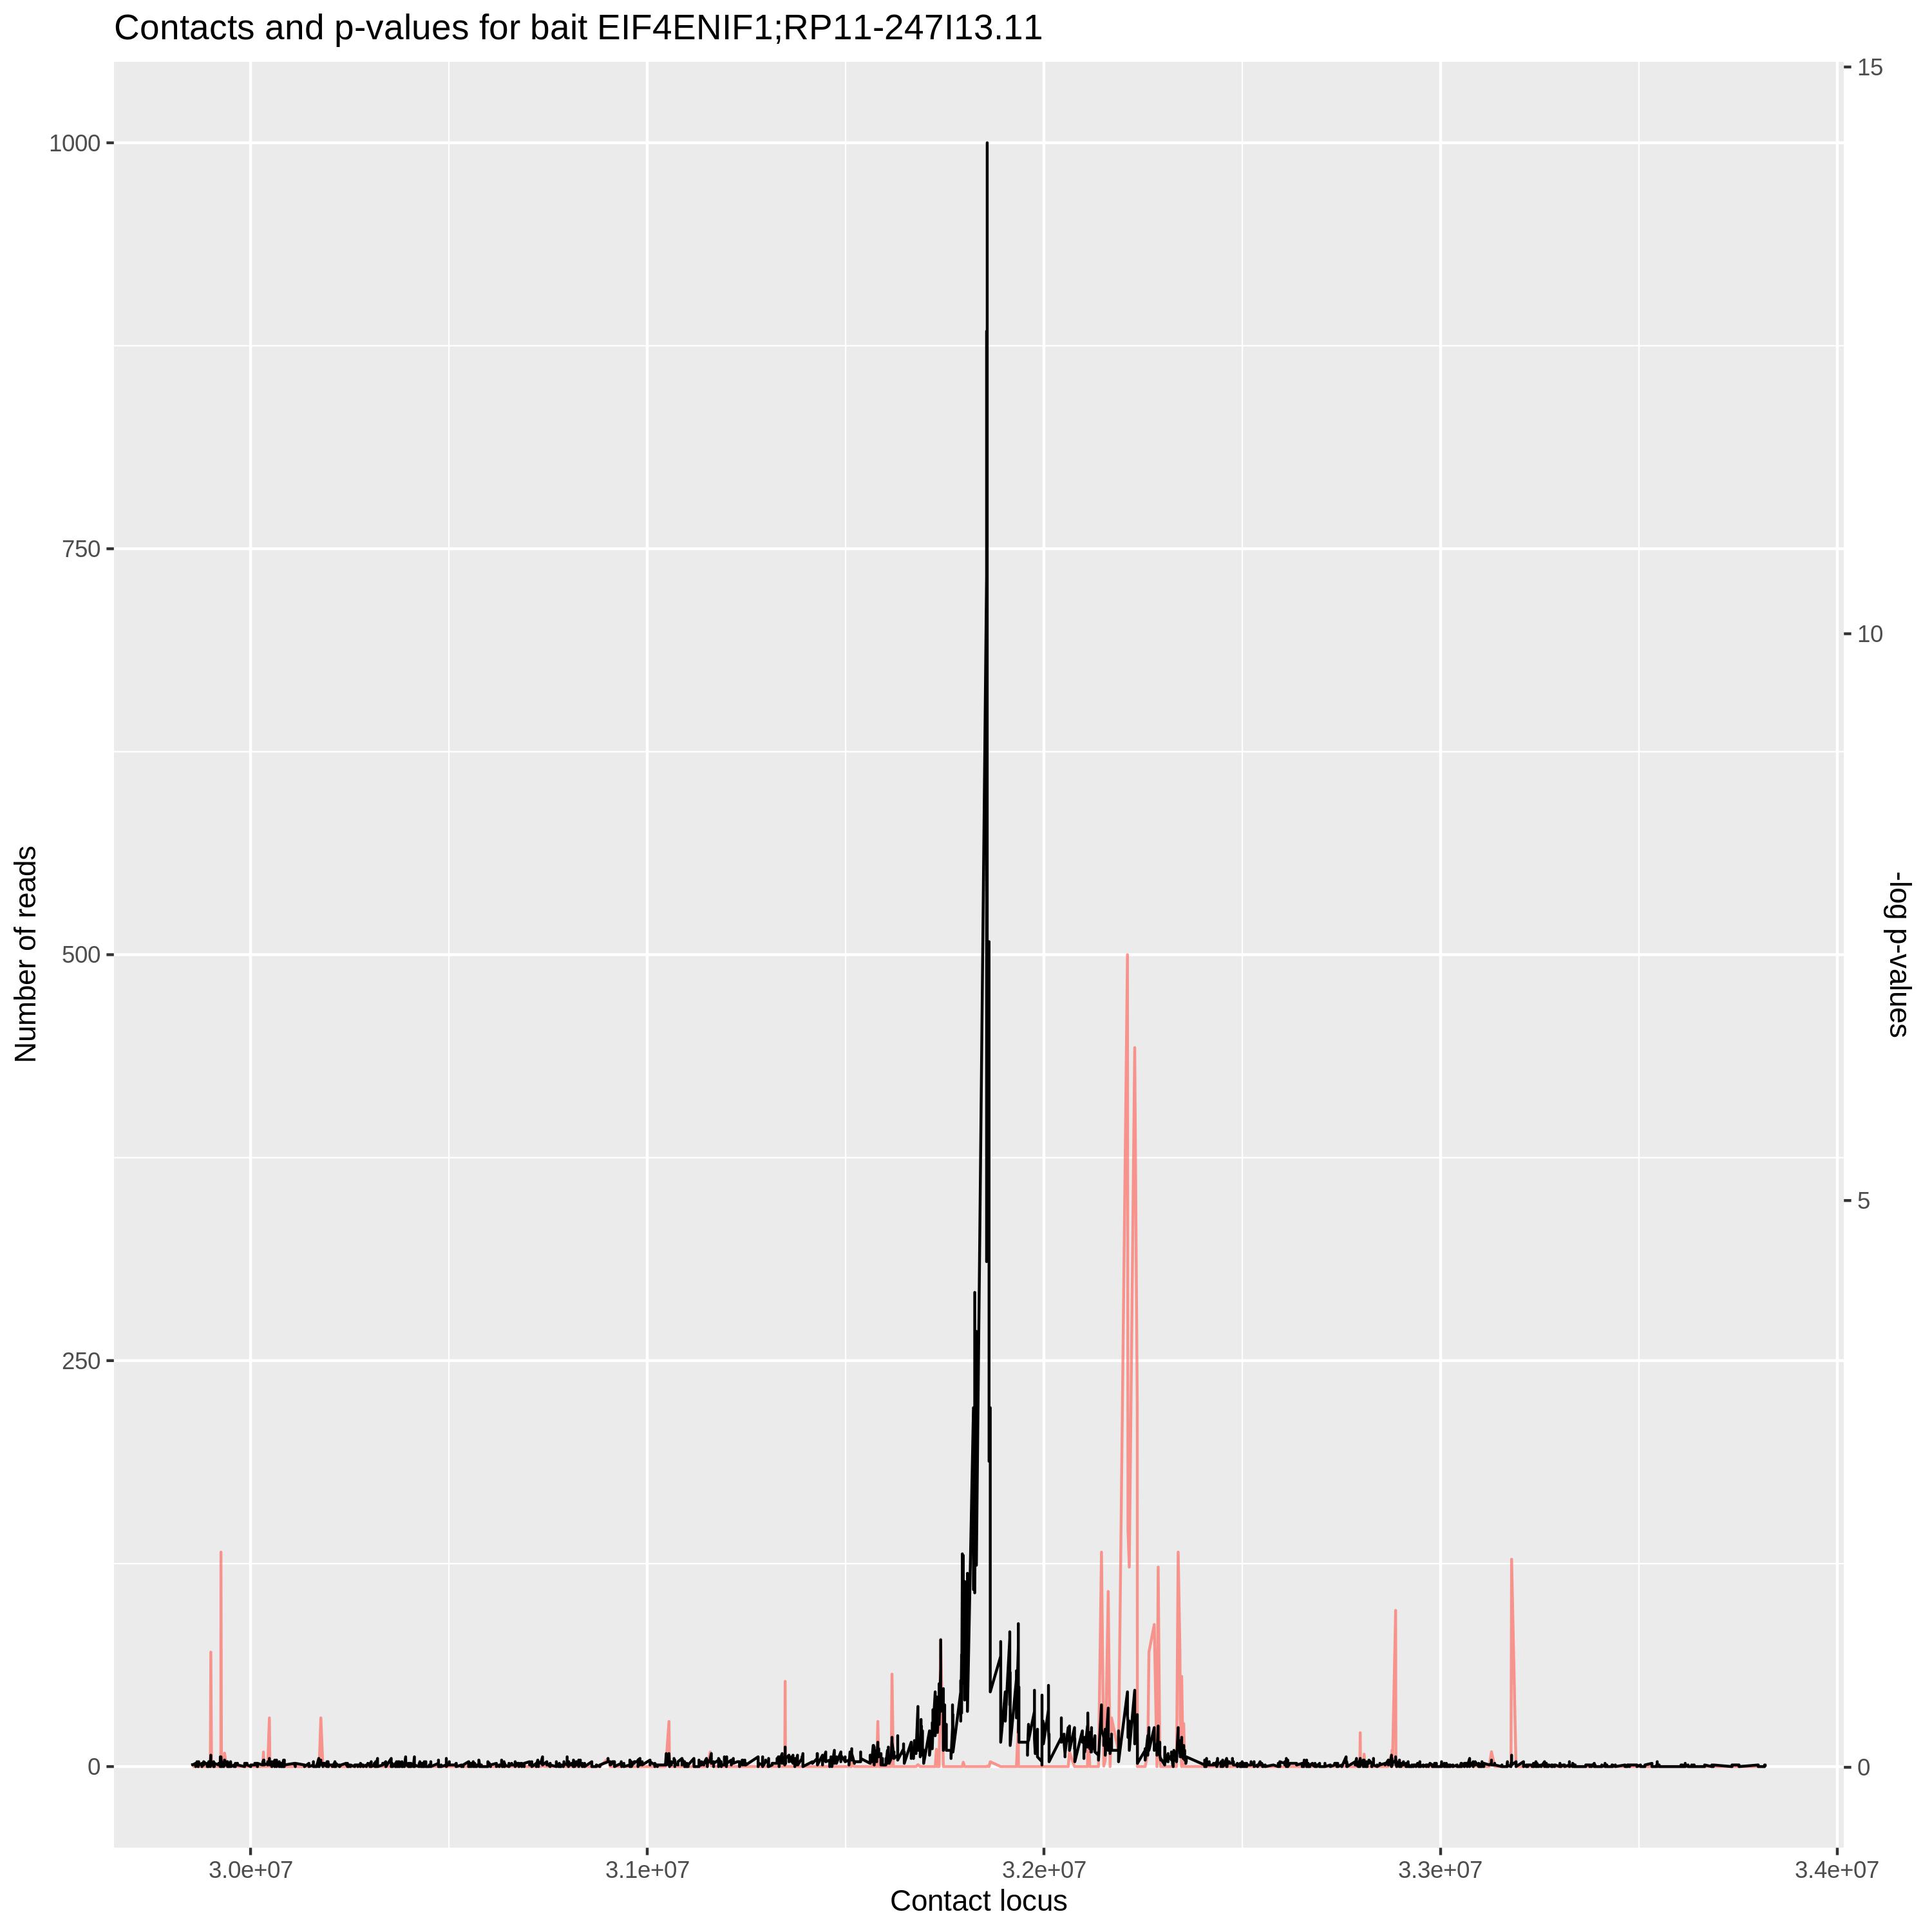 Contacts and p-values for bait EIF4ENIF1;RP11-247I13.11
15
1000
750
10
Number of reads
500
-log p-values
5
250
0
0
3.0e+07
3.1e+07
3.2e+07
3.3e+07
3.4e+07
Contact locus